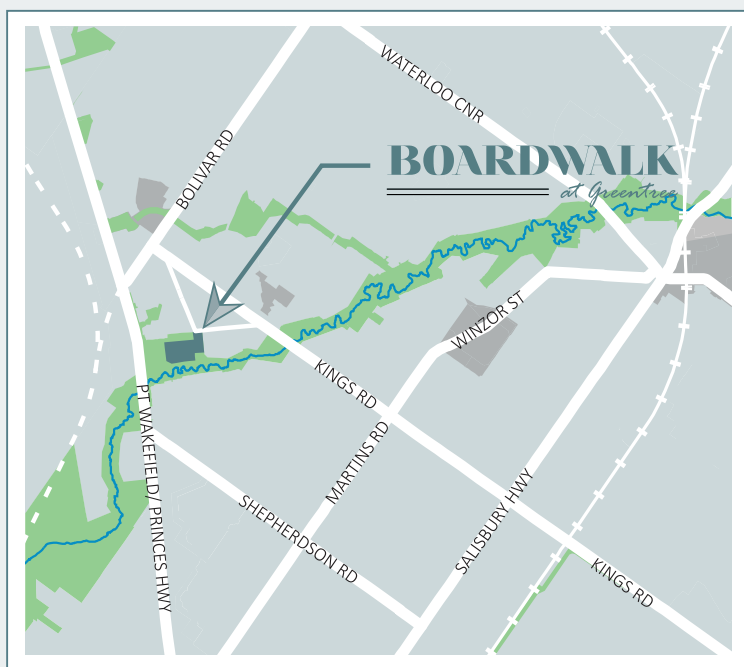 WATERLOO CNR
BOLIVAR RD
BOARDWALK
at Greentree
WINZOR ST
KINGS RD
PT WAKEFIELD/ PRINCES HWY
MARTINS RD
SALISBURY HWY
SHEPHERDSON RD
KINGS RD